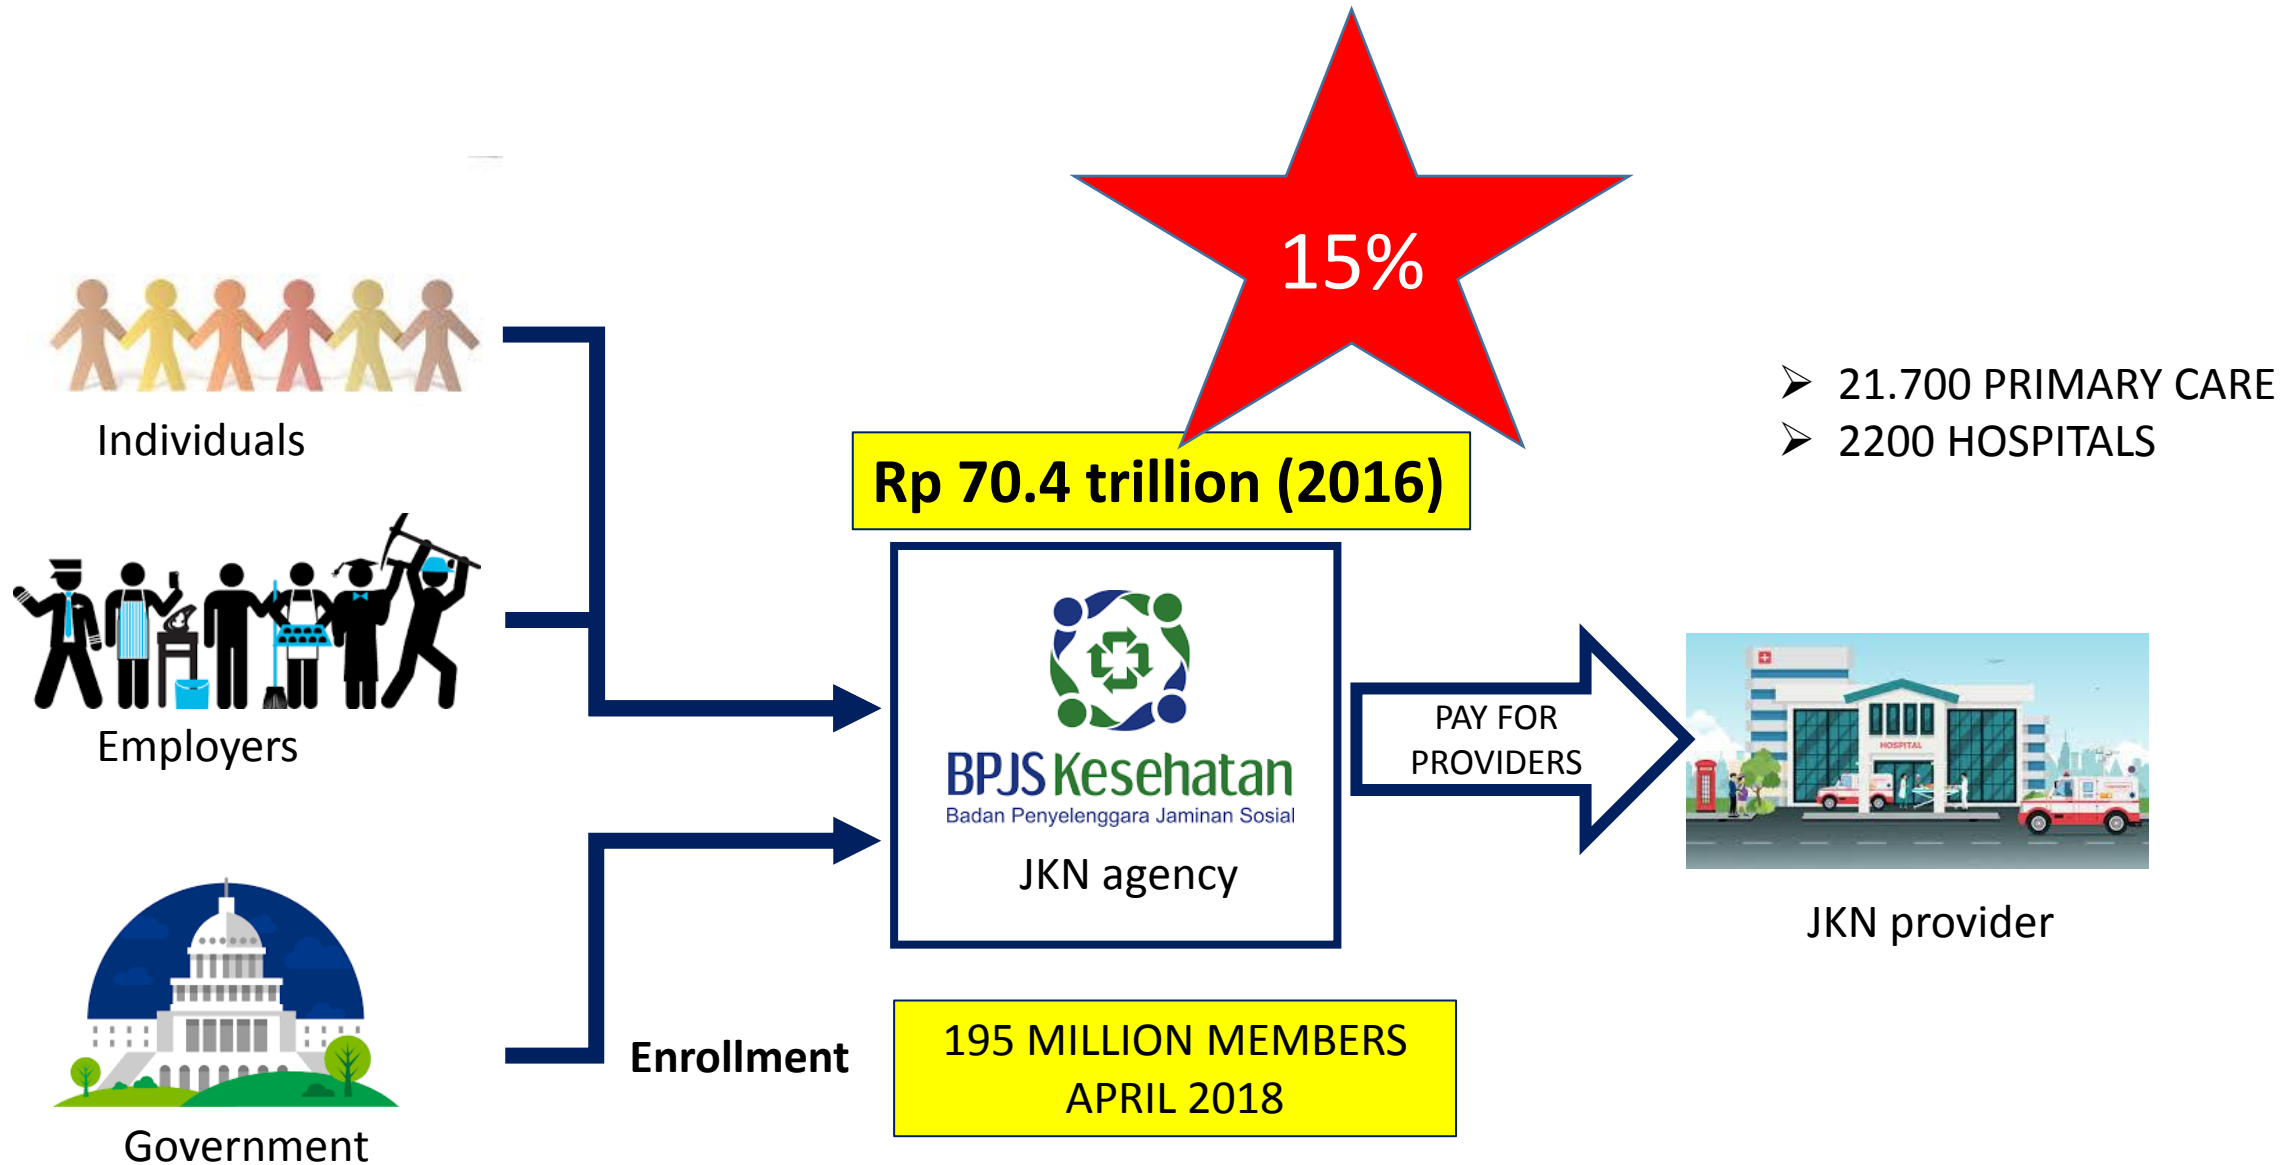 15%
Individuals
Rp 70.4 trillion (2016)
➢ 21.700 PRIMARY CARE
➢ 2200 HOSPITALS
Employers
BPJS Kesehatan
Badan Penyelenggara Jaminan Sosial
JKN agency
PAY FOR
PROVIDERS
HOSPITAL
JKN provider
Government
Enrollment
195 MILLION MEMBERS
APRIL 2018